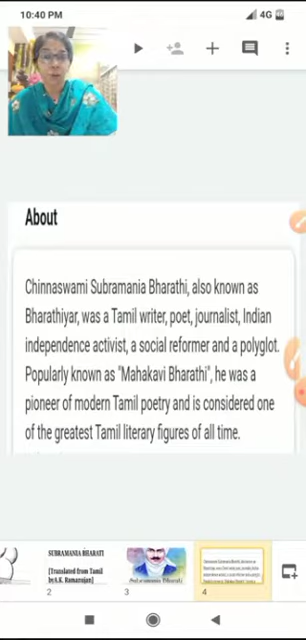 10:40 PM
4G
About
Chinnaswami Subramania Bharathi, also known as
Bharathiyar, was a Tamil writer, poet, journalist, Indian
independence activist, a social reformer and a polyglot.
Popularly known as "Mahakavi Bharathi", he was a
pioneer of modern Tamil poetry and is considered one
of the greatest Tamil literary figures of all time.
SUBRAMANIA BHARATI
[Translated from Tamil
by A.K. Ramanujan]
Subramania Bharati
2
3
4